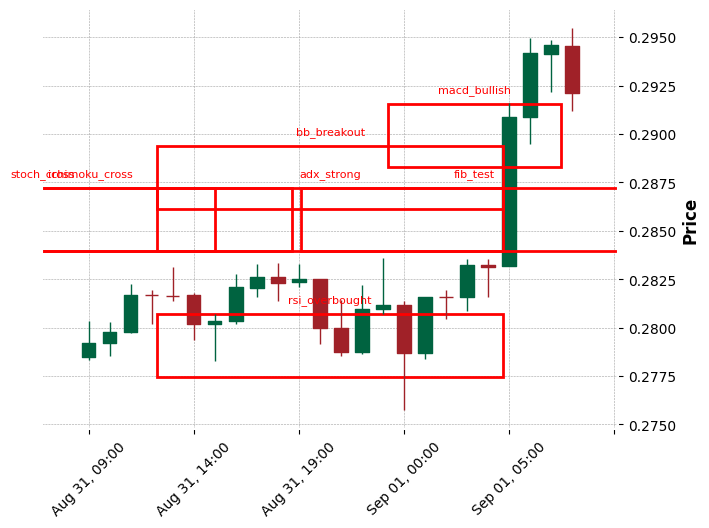 0.2950
macd_bullish
0.2925
bb_breakout
0.2900
stoch_cross
ichimoku_cross
adx_strong
fib_test
0.2875
Price
0.2850
0.2825
rsi_overbought
0.2800
0.2775
0.2750
Aug 31, 09:00
Aug 31, 14:00
Aug 31, 19:00
Sep 01, 00:00
Sep 01, 05:00